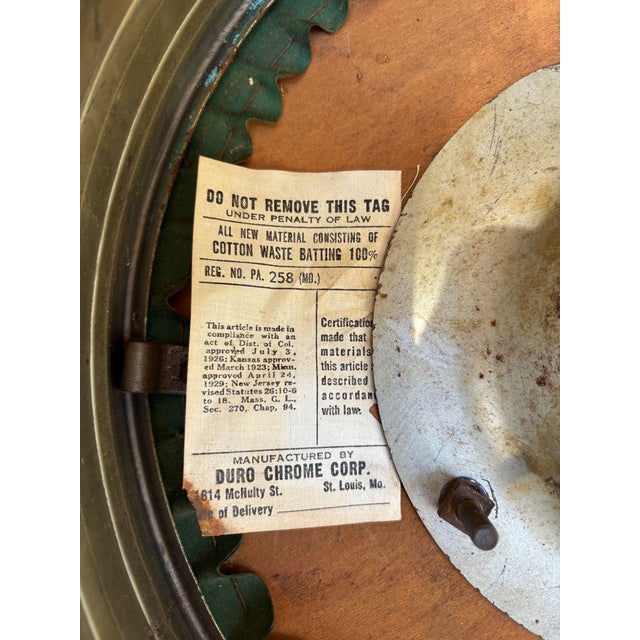 DO NOT REMOVE THIS TAG
UNDER PENALTY OF LAW
ALL NEW MATERIAL CONSISTING OF
COTTON WASTE BATTING 100%
REG. NO. PA. 258 (MO.)
This article is made in
compliance with an
act of Dist. of Col.
approved July 3,
1926; Kansas approv-
ed March 1923; Minn.
approved April 24,
1929; New Jersey re-
vised Statutes 26:10-6
to 18. Mass. G. L.,
Sec. 270, Chap, 94.
Certification
made that
materials
this article
described
accordan
with law.
MANUFACTURED BY
DURO CHROME CORP.
1814 McNulty St. St. Louis, Mo.
of Delivery